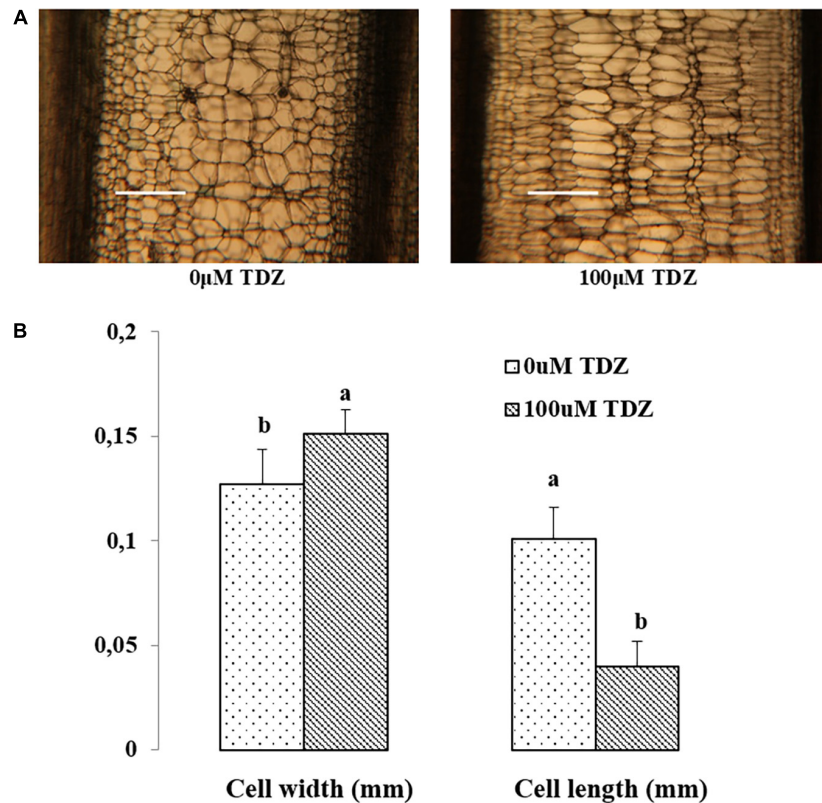 A
0μM TDZ
100μM TDZ
B
0,2
0,15
0,1
0,05
0
b
a
a
b
0uM TDZ
100uM TDZ
Cell width (mm)
Cell length (mm)